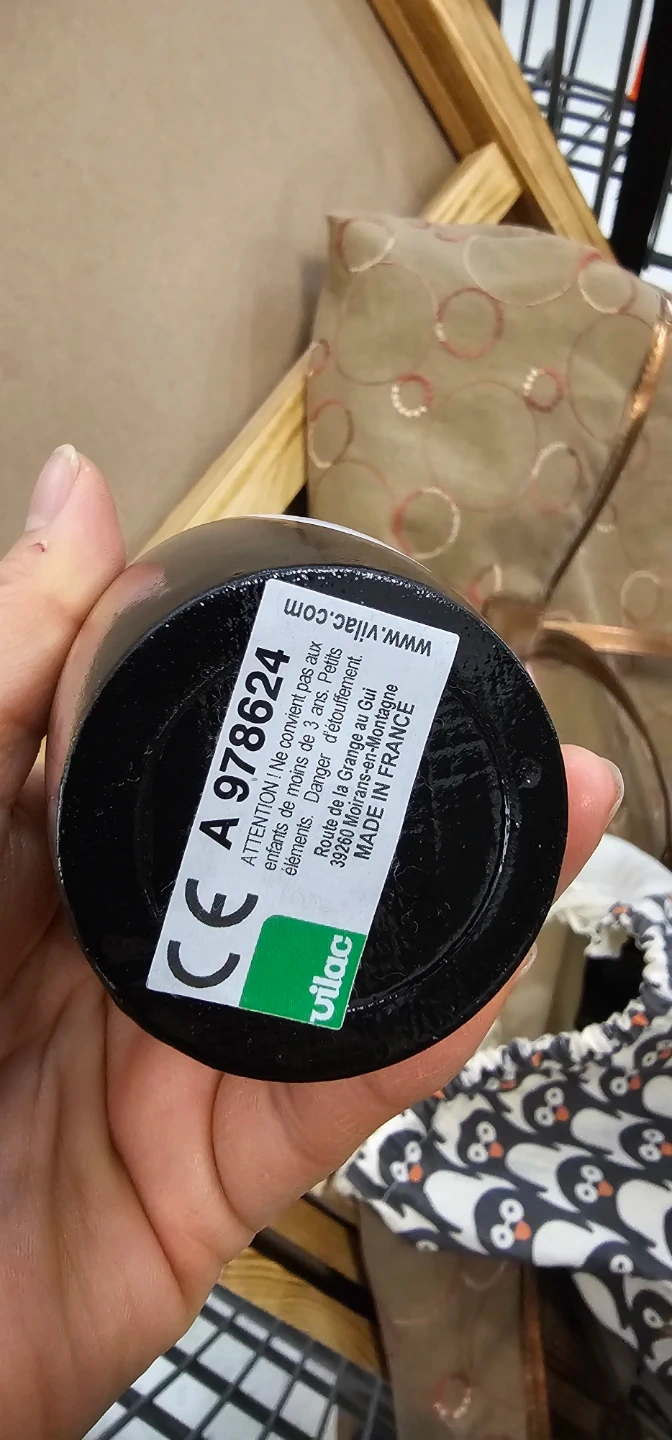 CE A 978624
ATTENTION ! Ne convient pas aux
enfants de moins de 3 ans. Petits
éléments. Danger d'étouffement.
Route de la Grange au Gui
39260 Moirans-en-Montagne
MADE IN FRANCE
vilac
www.vilac.com